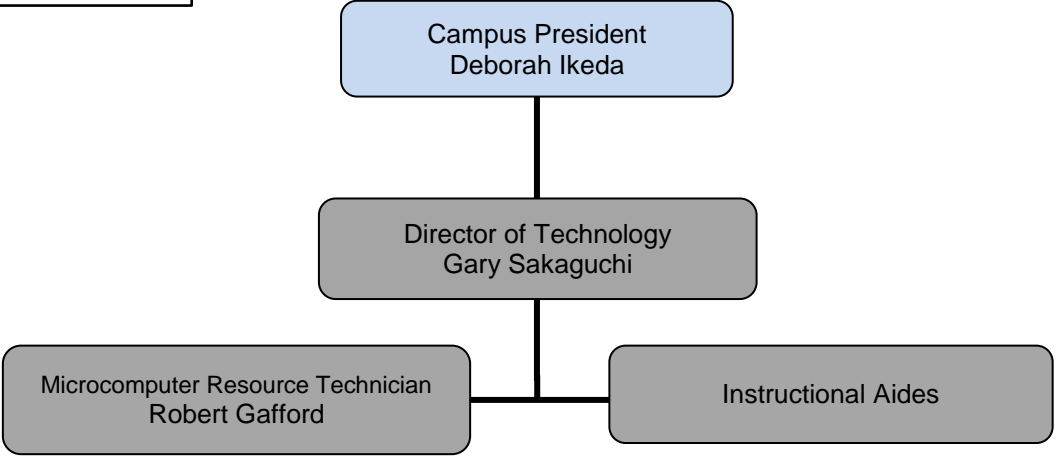 Campus President
Deborah Ikeda
Director of Technology
Gary Sakaguchi
Microcomputer Resource Technician
Robert Gafford
Instructional Aides